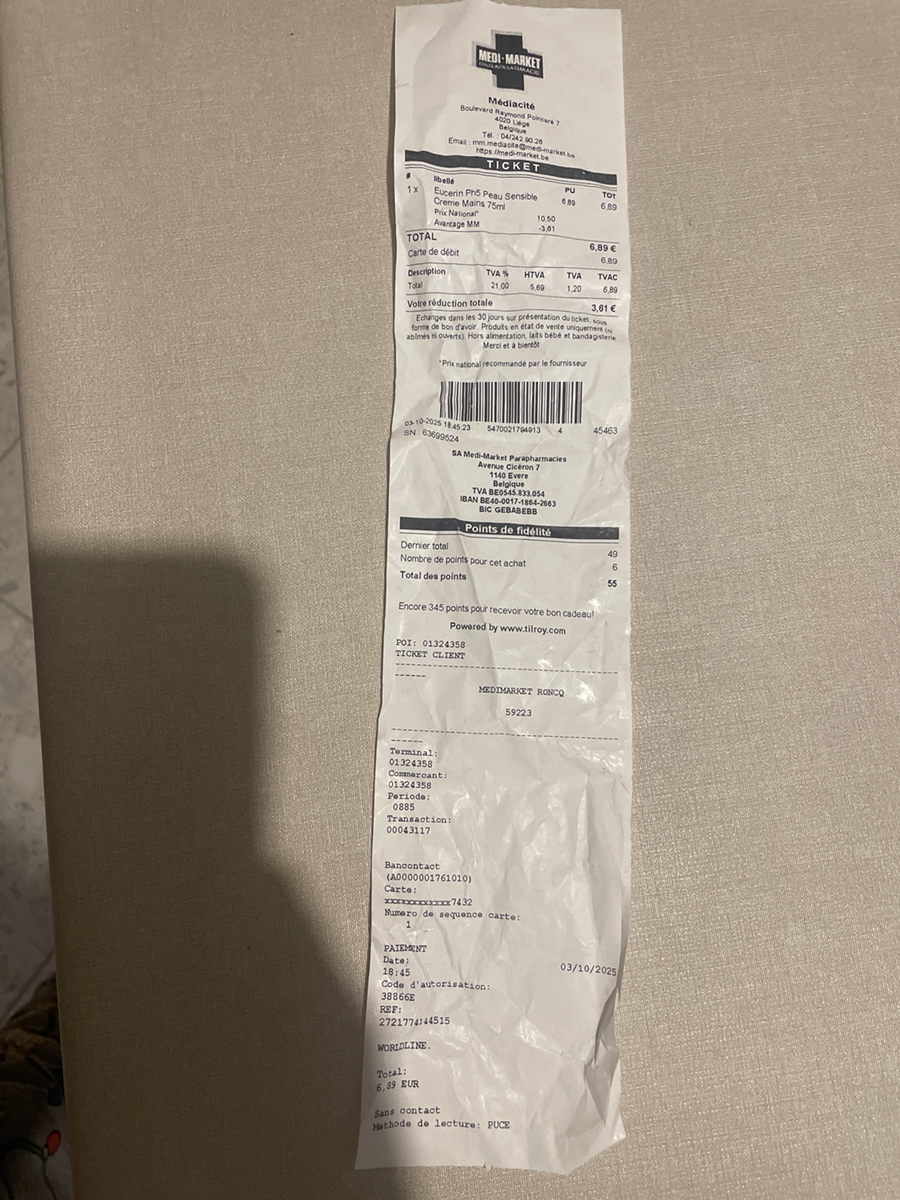 MEDI-MARKET
Médiacité
Boulevard Raymond Poincaré 7
4020 Liège
Belgique
Tél. : 04/242.90.26
Email : mm.mediacite@medi-market.be
https://medi-market.be
TICKET
# libellé PU TOT
1 x Eucerin Ph5 Peau Sensible 6,89 6,89
Creme Mains 75ml
Prix National* 10,50
Avantage MM -3,61
TOTAL 6,89 €
Carte de débit 6,89
Description TVA % HTVA TVA TVAC
Total 21,00 5,69 1,20 6,89
Votre réduction totale 3,61 €
Echanges dans les 30 jours sur présentation du ticket, sous
forme de bon d'avoir. Produits en état de vente uniquement (ni
abîmés ni ouverts). Hors alimentation, laits bébé et bandagisterie
Merci et à bientôt
*Prix national recommandé par le fournisseur
03-10-2025 18:45:23 5470021794013 4 45463
SN : 63699524
SA Medi-Market Parapharmacies
Avenue Cicéron 7
1140 Evere
Belgique
TVA BE0545.833.054
IBAN BE40-0017-1864-2663
BIC GEBABEBB
Points de fidélité
Dernier total 49
Nombre de points pour cet achat 6
Total des points 55
Encore 345 points pour recevoir votre bon cadeau!
Powered by www.tilroy.com
POI: 01324358
TICKET CLIENT
MEDIMARKET RONCQ
59223
Terminal:
01324358
Commercant:
01324358
Periode:
0885
Transaction:
00043117
Bancontact
(A0000001761010)
Carte:
xxxxxxxxxxxx7432
Numero de sequence carte:
1
PAIEMENT
Date: 03/10/2025
18:45
Code d'autorisation:
38866E
REF:
2721774144515
WORLDLINE.
Total:
6,89 EUR
Sans contact
Methode de lecture: PUCE